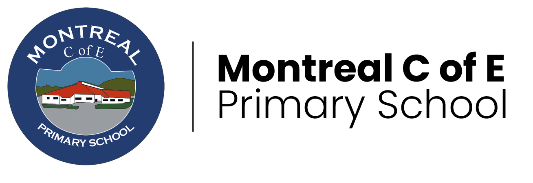 MONTREAL
C of E
PRIMARY SCHOOL
Montreal C of E
Primary School